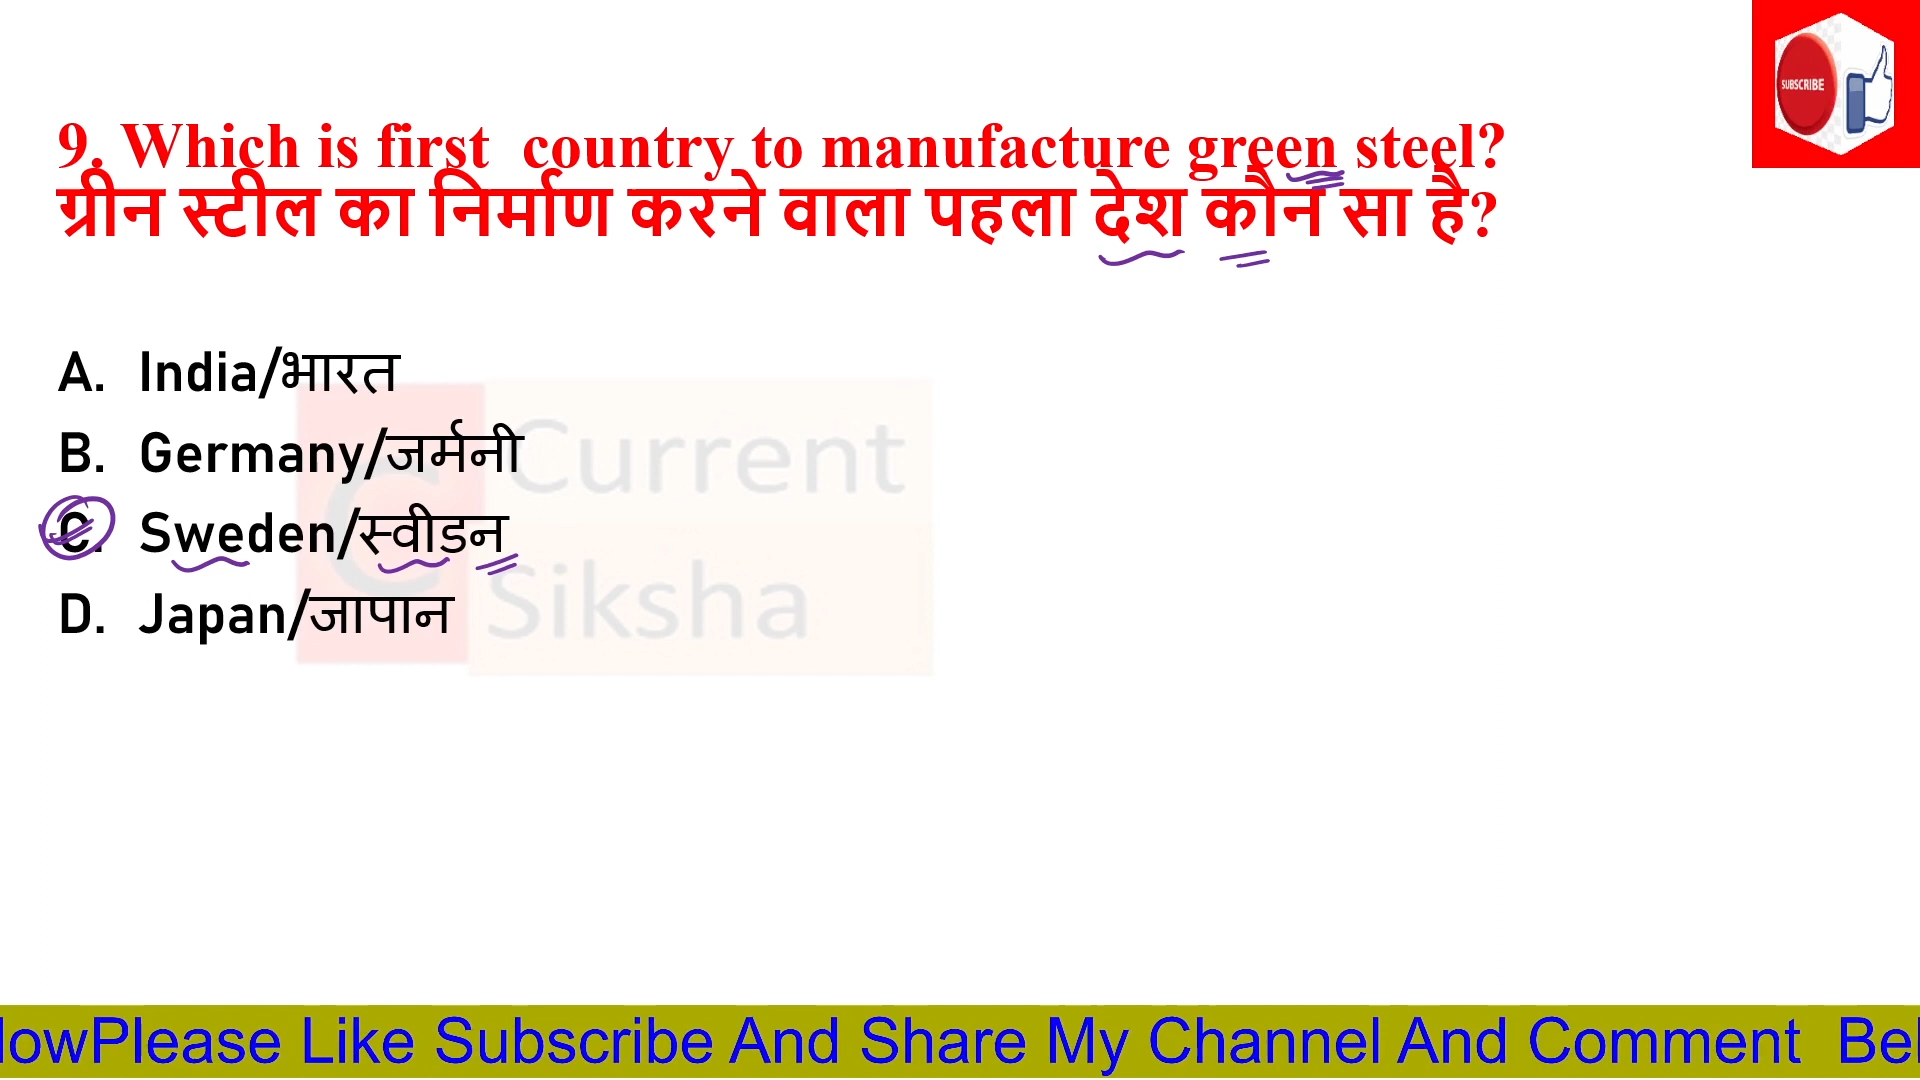 SUBSCRIBE
9. Which is first country to manufacture green steel?
ग्रीन स्टील का निर्माण करने वाला पहला देश कौन सा है?
A. India/भारत
B. Germany/जर्मनी
C. Sweden/स्वीडन
D. Japan/जापान
C Current
Siksha
lowPlease Like Subscribe And Share My Channel And Comment Bel